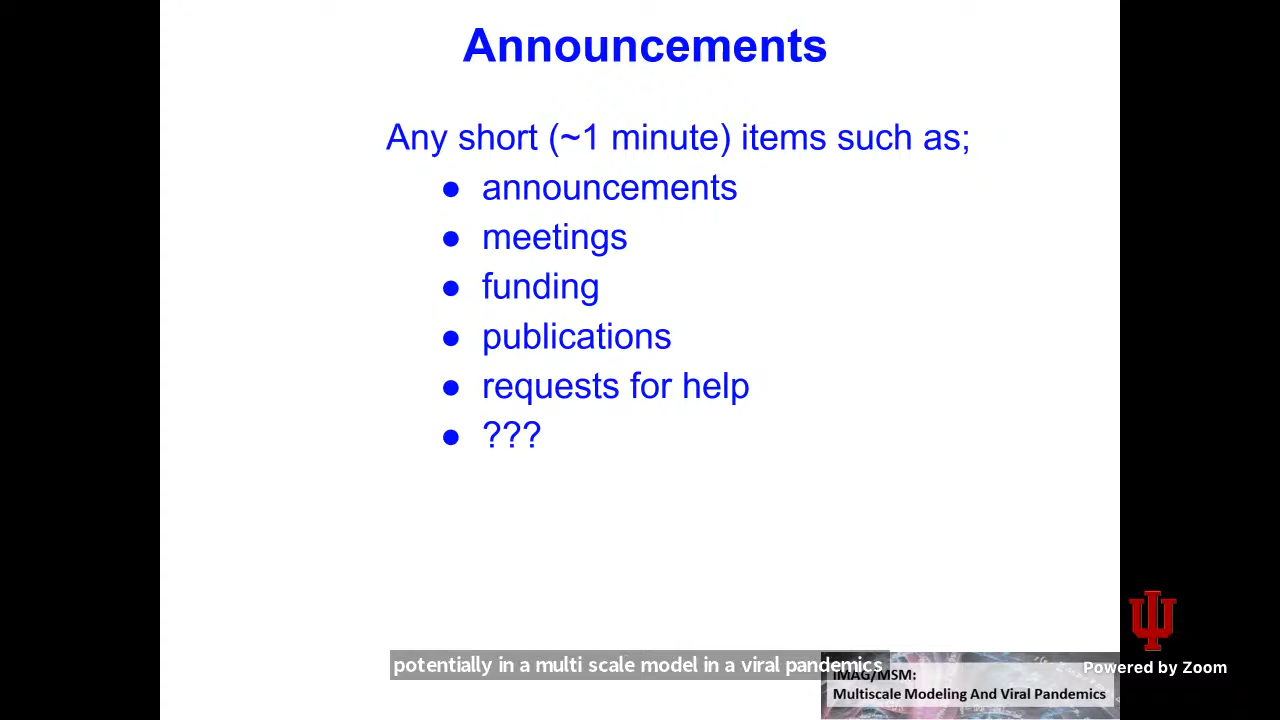 Announcements
Any short (~1 minute) items such as;
● announcements
● meetings
● funding
● publications
● requests for help
● ???
potentially in a multi scale model in a viral pandemics
IMAG/MSM:
Multiscale Modeling And Viral Pandemics
Powered by Zoom